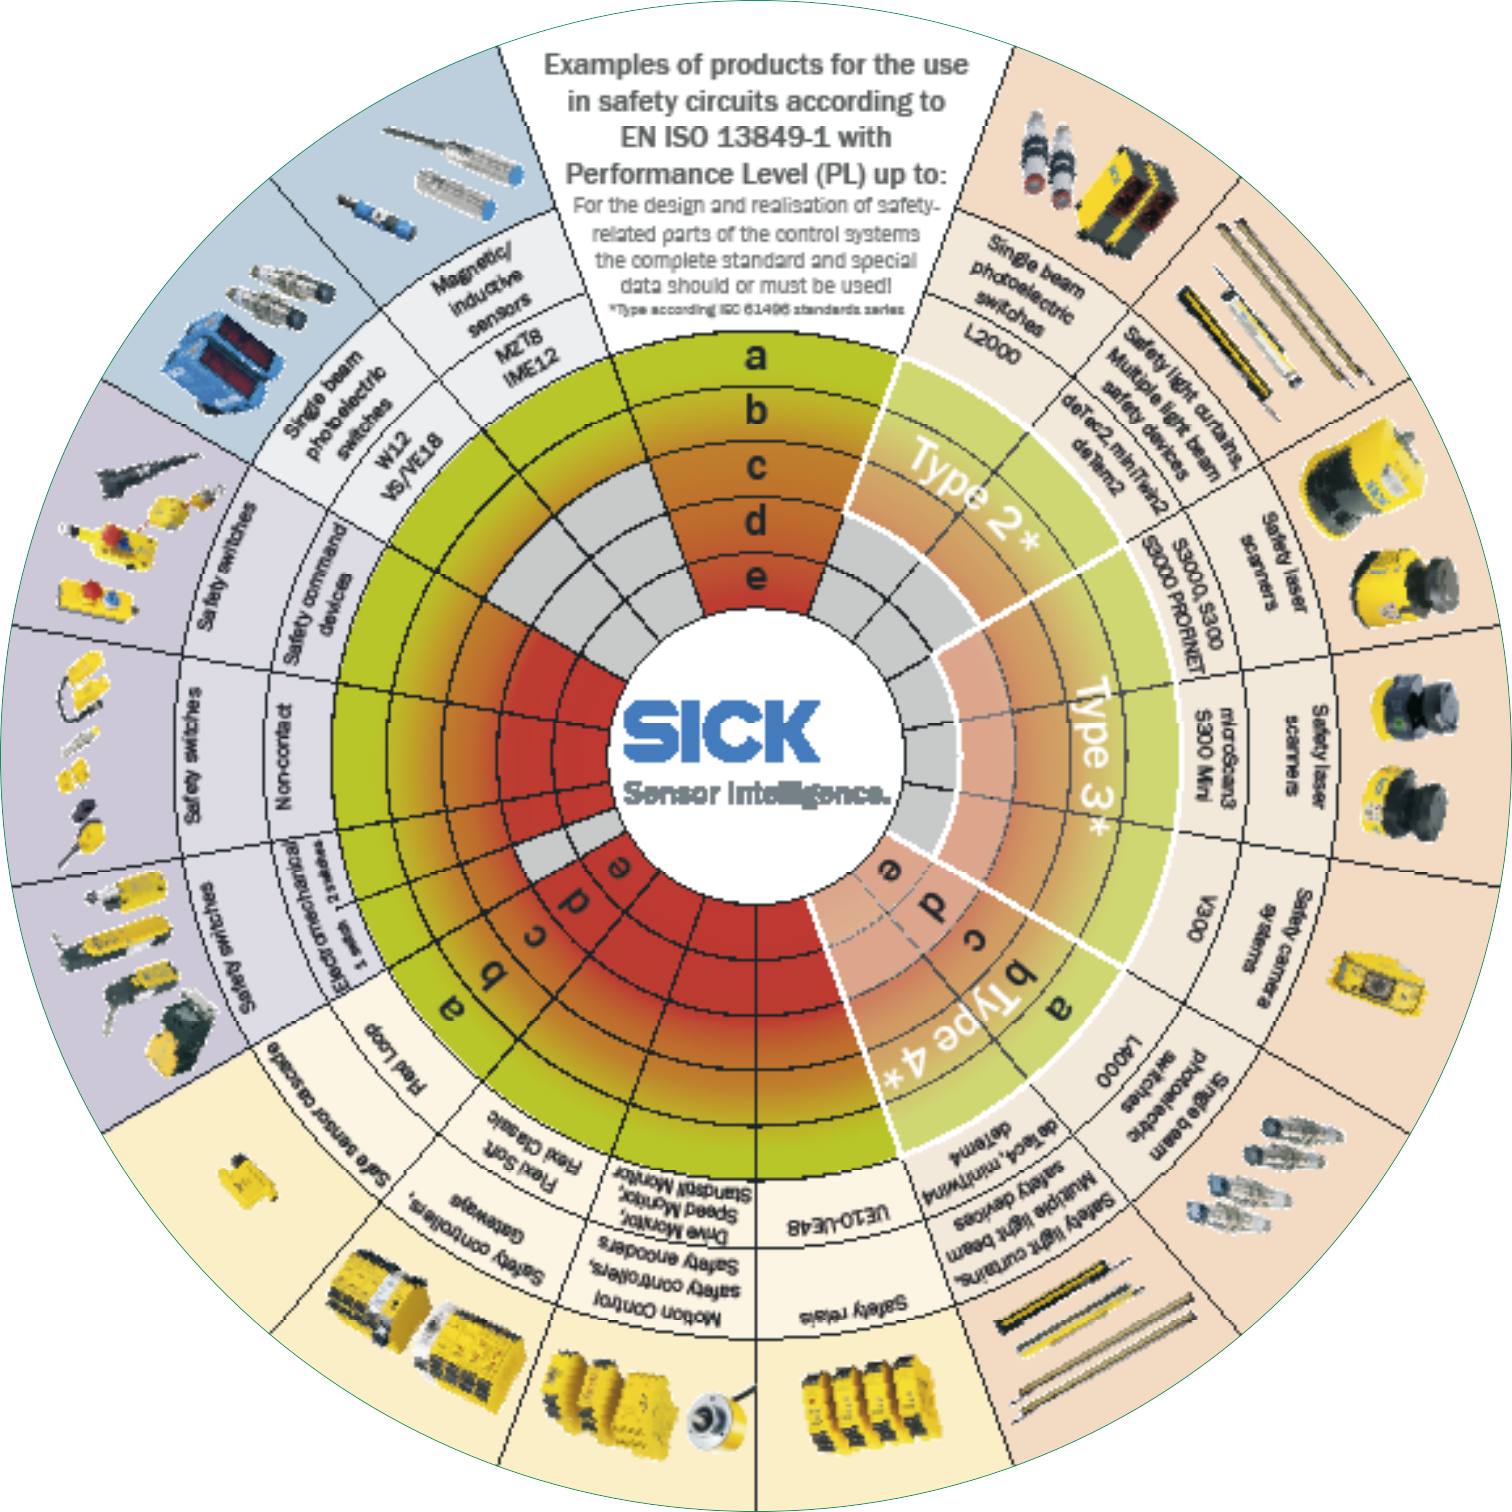 Examples of products for the use
in safety circuits according to
EN ISO 13849-1 with
Performance Level (PL) up to:
For the design and realisation of safety-
related parts of the control systems
the complete standard and special
data should or must be used!
*Type according ISO 61496 standards series
a
b
c
d
e
Single beam
photoelectric
switches
L2000
Safety light curtains,
Multiple light beam
safety devices
deTec2, miniTwin2
deTem2
Type 2*
Safety laser
scanners
S3000, S300
S3000 PROFINET
Safety laser
scanners
microScan3
S300 Mini
Type 3*
Safety camera
systems
V300
Single beam
photoelectric
switches
L4000
Safety light curtains,
Multiple light beam
safety devices
deTec4, miniTwin4
deTem4
Type 4*
a
b
c
d
e
Safety relais
UE10-UE48
Motion Control
safety controllers,
Safety encoders
Drive Monitor,
Speed Monitor,
Standstill Monitor
Safety controllers,
Gateways
Flexi Soft
Flexi Classic
Safe sensor cascade
Flexi Loop
a
b
c
d
e
Safety switches
Electromechanical
1 switch 2 switches
Safety switches
Non-contact
Safety switches
Safety command
devices
Single beam
photoelectric
switches
W12
VS/VE18
Magnetic/
inductive
sensors
MZT8
IME12
SICK
Sensor Intelligence.